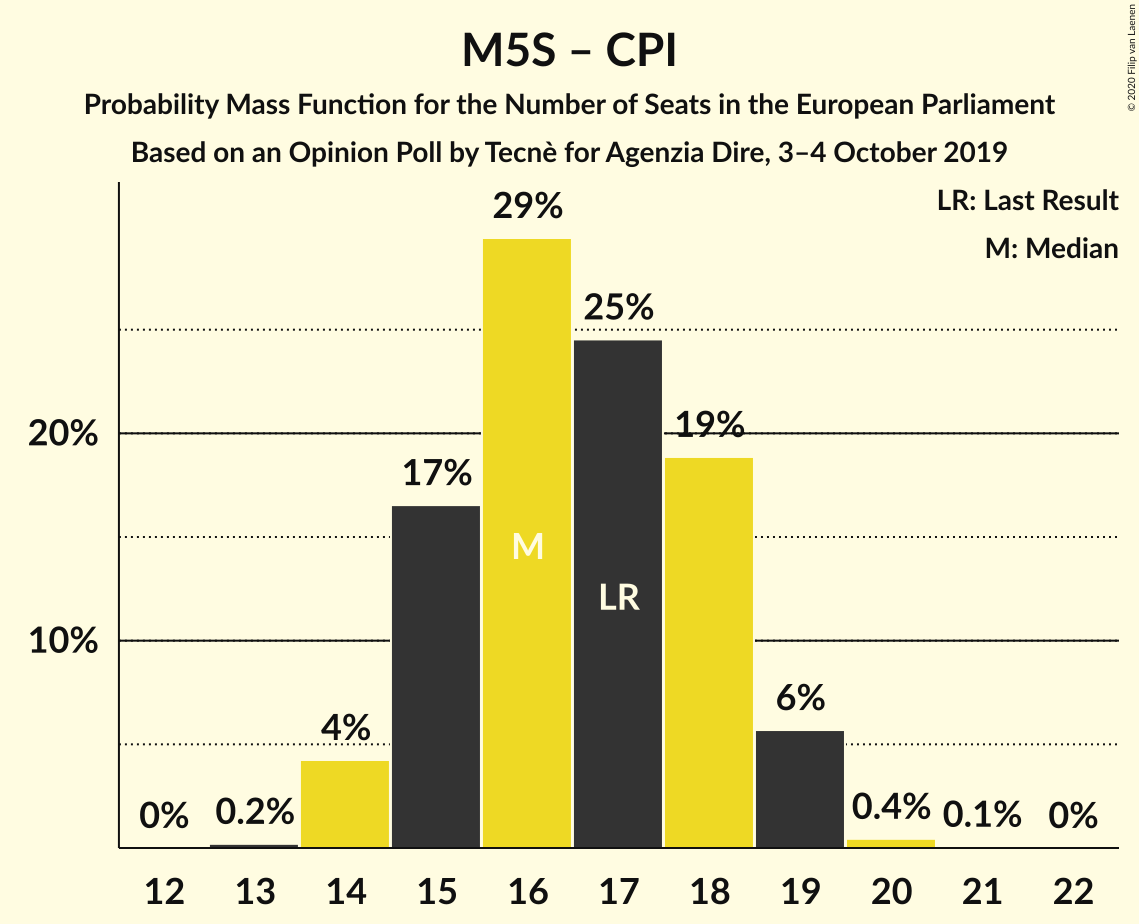 M5S – CPI
Probability Mass Function for the Number of Seats in the European Parliament
Based on an Opinion Poll by Tecnè for Agenzia Dire, 3–4 October 2019
© 2020 Filip van Laenen
LR: Last Result
M: Median
29%
25%
20%
19%
17%
M
LR
10%
6%
4%
0%
0.2%
0.4%
0.1%
0%
12 13 14 15 16 17 18 19 20 21 22